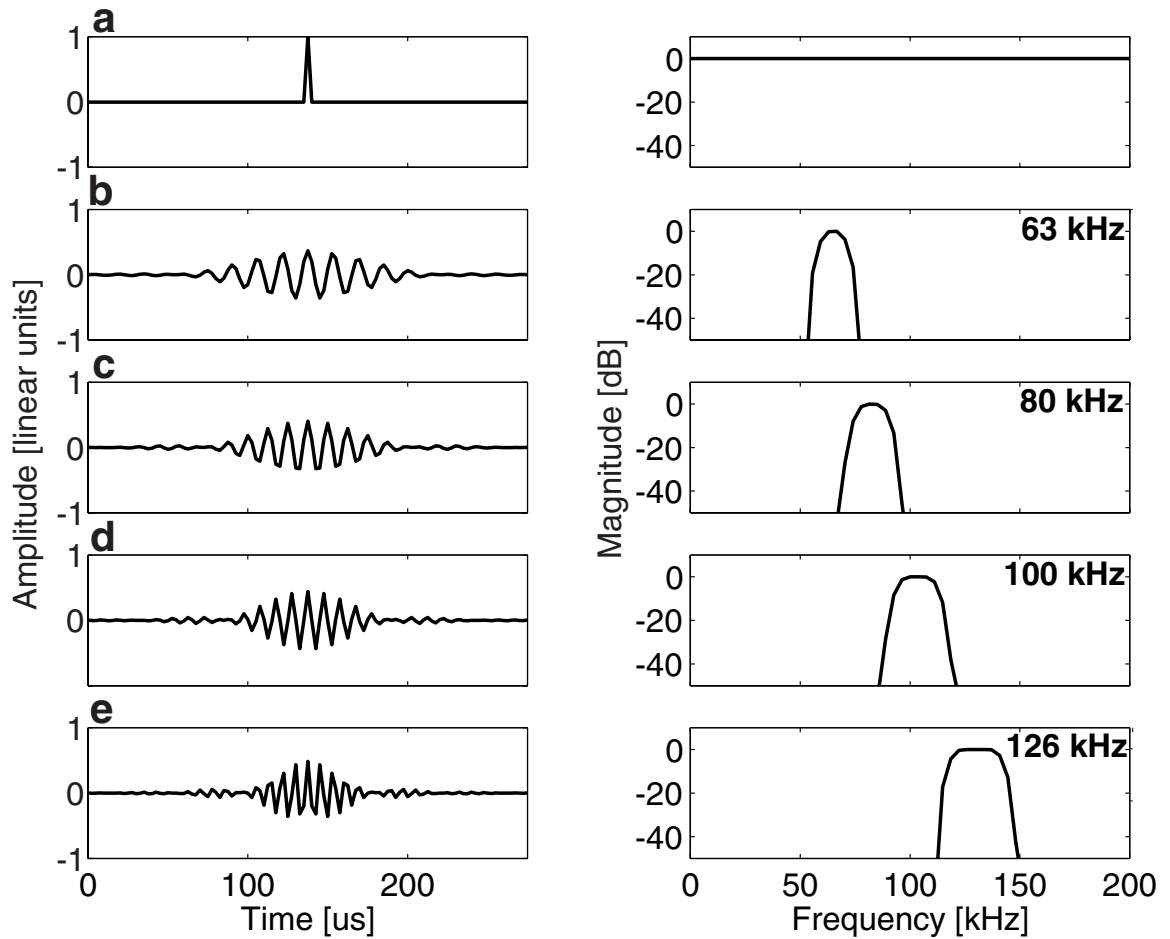 a
1
0
-1
0
-20
-40
b
1
0
-1
63 kHz
0
-20
-40
c
1
0
-1
80 kHz
0
-20
-40
d
1
0
100 kHz
0
-20
-40
e
1
0
-1
126 kHz
0
-20
-40
Amplitude [linear units]
Magnitude [dB]
0 100 200
Time [us]
0 50 100 150 200
Frequency [kHz]